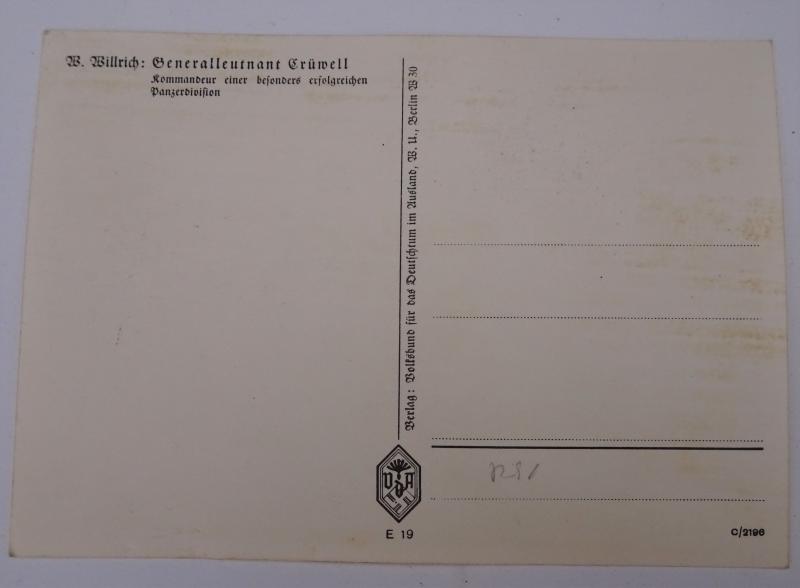 W. Willrich: Generalleutnant Crüwell
Kommandeur einer besonders erfolgreichen
Panzerdivision
Verlag: Volksbund für das Deutschtum im Ausland, W. U., Berlin W 30
VDA
E 19
C/2196